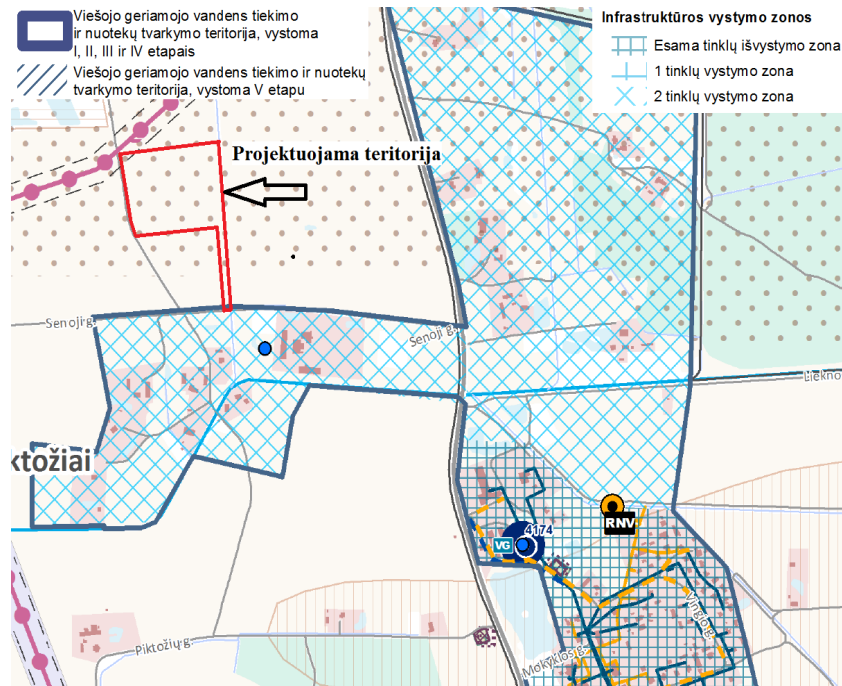 Viešojo geriamojo vandens tiekimo
ir nuotekų tvarkymo teritorija, vystoma
I, II, III ir IV etapais
Viešojo geriamojo vandens tiekimo ir nuotekų
tvarkymo teritorija, vystoma V etapu
Infrastruktūros vystymo zonos
Esama tinklų išvystymo zona
1 tinklų vystymo zona
2 tinklų vystymo zona
Projektuojama teritorija
Senoji g.
Senoji g.
Liekno
ktožiai
4174
VG
RNV
Vingio g.
Mokyklos g.
Piktožių g.